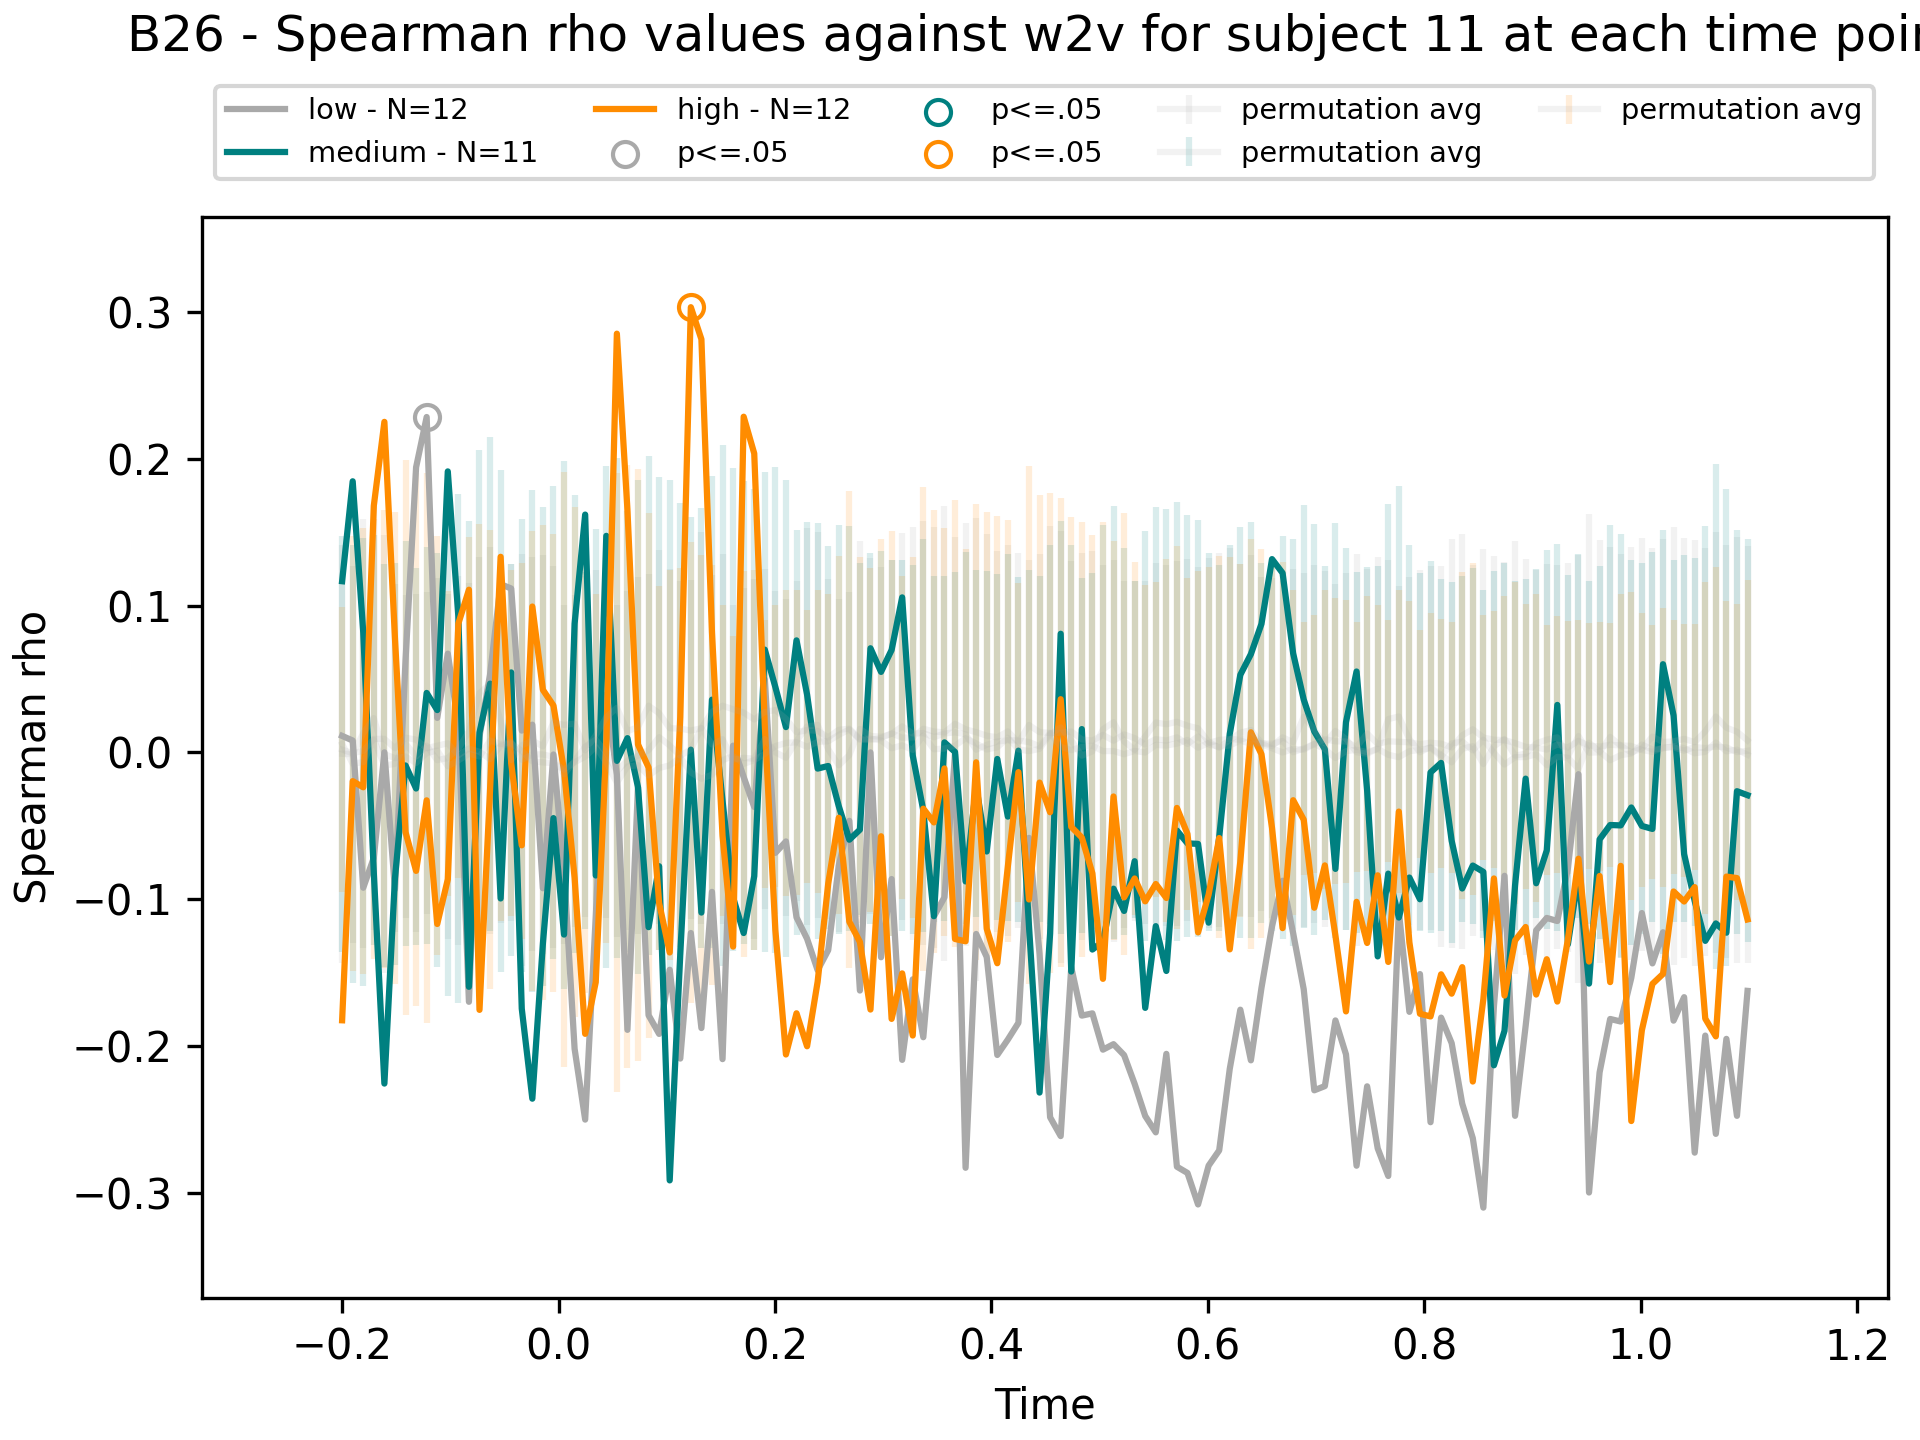 B26 - Spearman rho values against w2v for subject 11 at each time poi
low - N=12 high - N=12 p<=.05 permutation avg permutation avg
medium - N=11 p<=.05 p<=.05 permutation avg
Spearman rho
0.3
0.2
0.1
0.0
−0.1
−0.2
−0.3
−0.2 0.0 0.2 0.4 0.6 0.8 1.0 1.2
Time